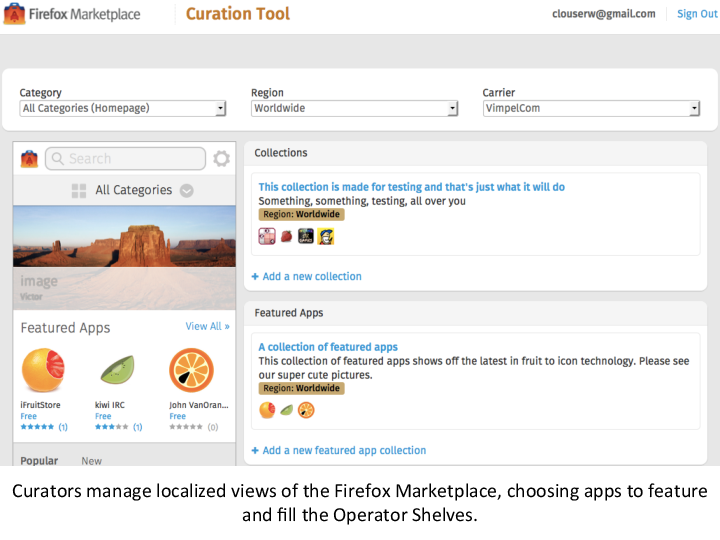 Firefox Marketplace
Curation Tool
clouserw@gmail.com
Sign Out
Category
All Categories (Homepage)
Region
Worldwide
Carrier
VimpelCom
Search
All Categories
image
Victor
Featured Apps
View All »
iFruitStore
Free
(1)
kiwi IRC
Free
(1)
John VanOran...
Free
(0)
Popular
New
Collections
This collection is made for testing and that's just what it will do
Something, something, testing, all over you
Region: Worldwide
+ Add a new collection
Featured Apps
A collection of featured apps
This collection of featured apps shows off the latest in fruit to icon technology. Please see
our super cute pictures.
Region: Worldwide
+ Add a new featured app collection
Curators manage localized views of the Firefox Marketplace, choosing apps to feature
and fill the Operator Shelves.